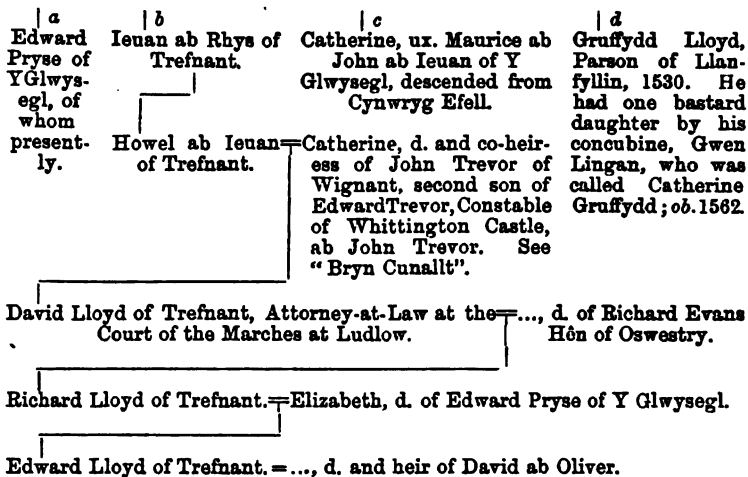 a
Edward
Pryse of
YGlwys-
egl, of
whom
present-
ly.
b
Ieuan ab Rhys of
Trefnant.
c
Catherine, ux. Maurice ab
John ab Ieuan of Y
Glwysegl, descended from
Cynwryg Efell.
d
Gruffydd Lloyd,
Parson of Llan-
fyllin, 1530. He
had one bastard
daughter by his
concubine, Gwen
Lingan, who was
called Catherine
Gruffydd; ob. 1562.
Howel ab Ieuan
of Trefnant.
=Catherine, d. and co-heir-
ess of John Trevor of
Wignant, second son of
Edward Trevor, Constable
of Whittington Castle,
ab John Trevor. See
"Bryn Cunallt".
David Lloyd of Trefnant, Attorney-at-Law at the
Court of the Marches at Ludlow.
=..., d. of Richard Evans
Hên of Oswestry.
Richard Lloyd of Trefnant.=Elizabeth, d. of Edward Pryse of Y Glwysegl.
Edward Lloyd of Trefnant.=..., d. and heir of David ab Oliver.